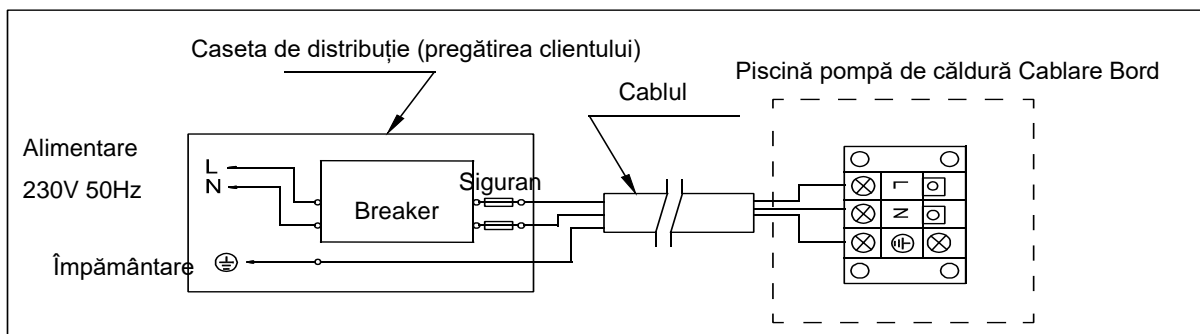 Caseta de distribuție (pregătirea clientului)
Piscină pompă de căldură Cablare Bord
Cablul
Alimentare
230V 50Hz
L
N
Breaker
Siguran
Împământare
L
N